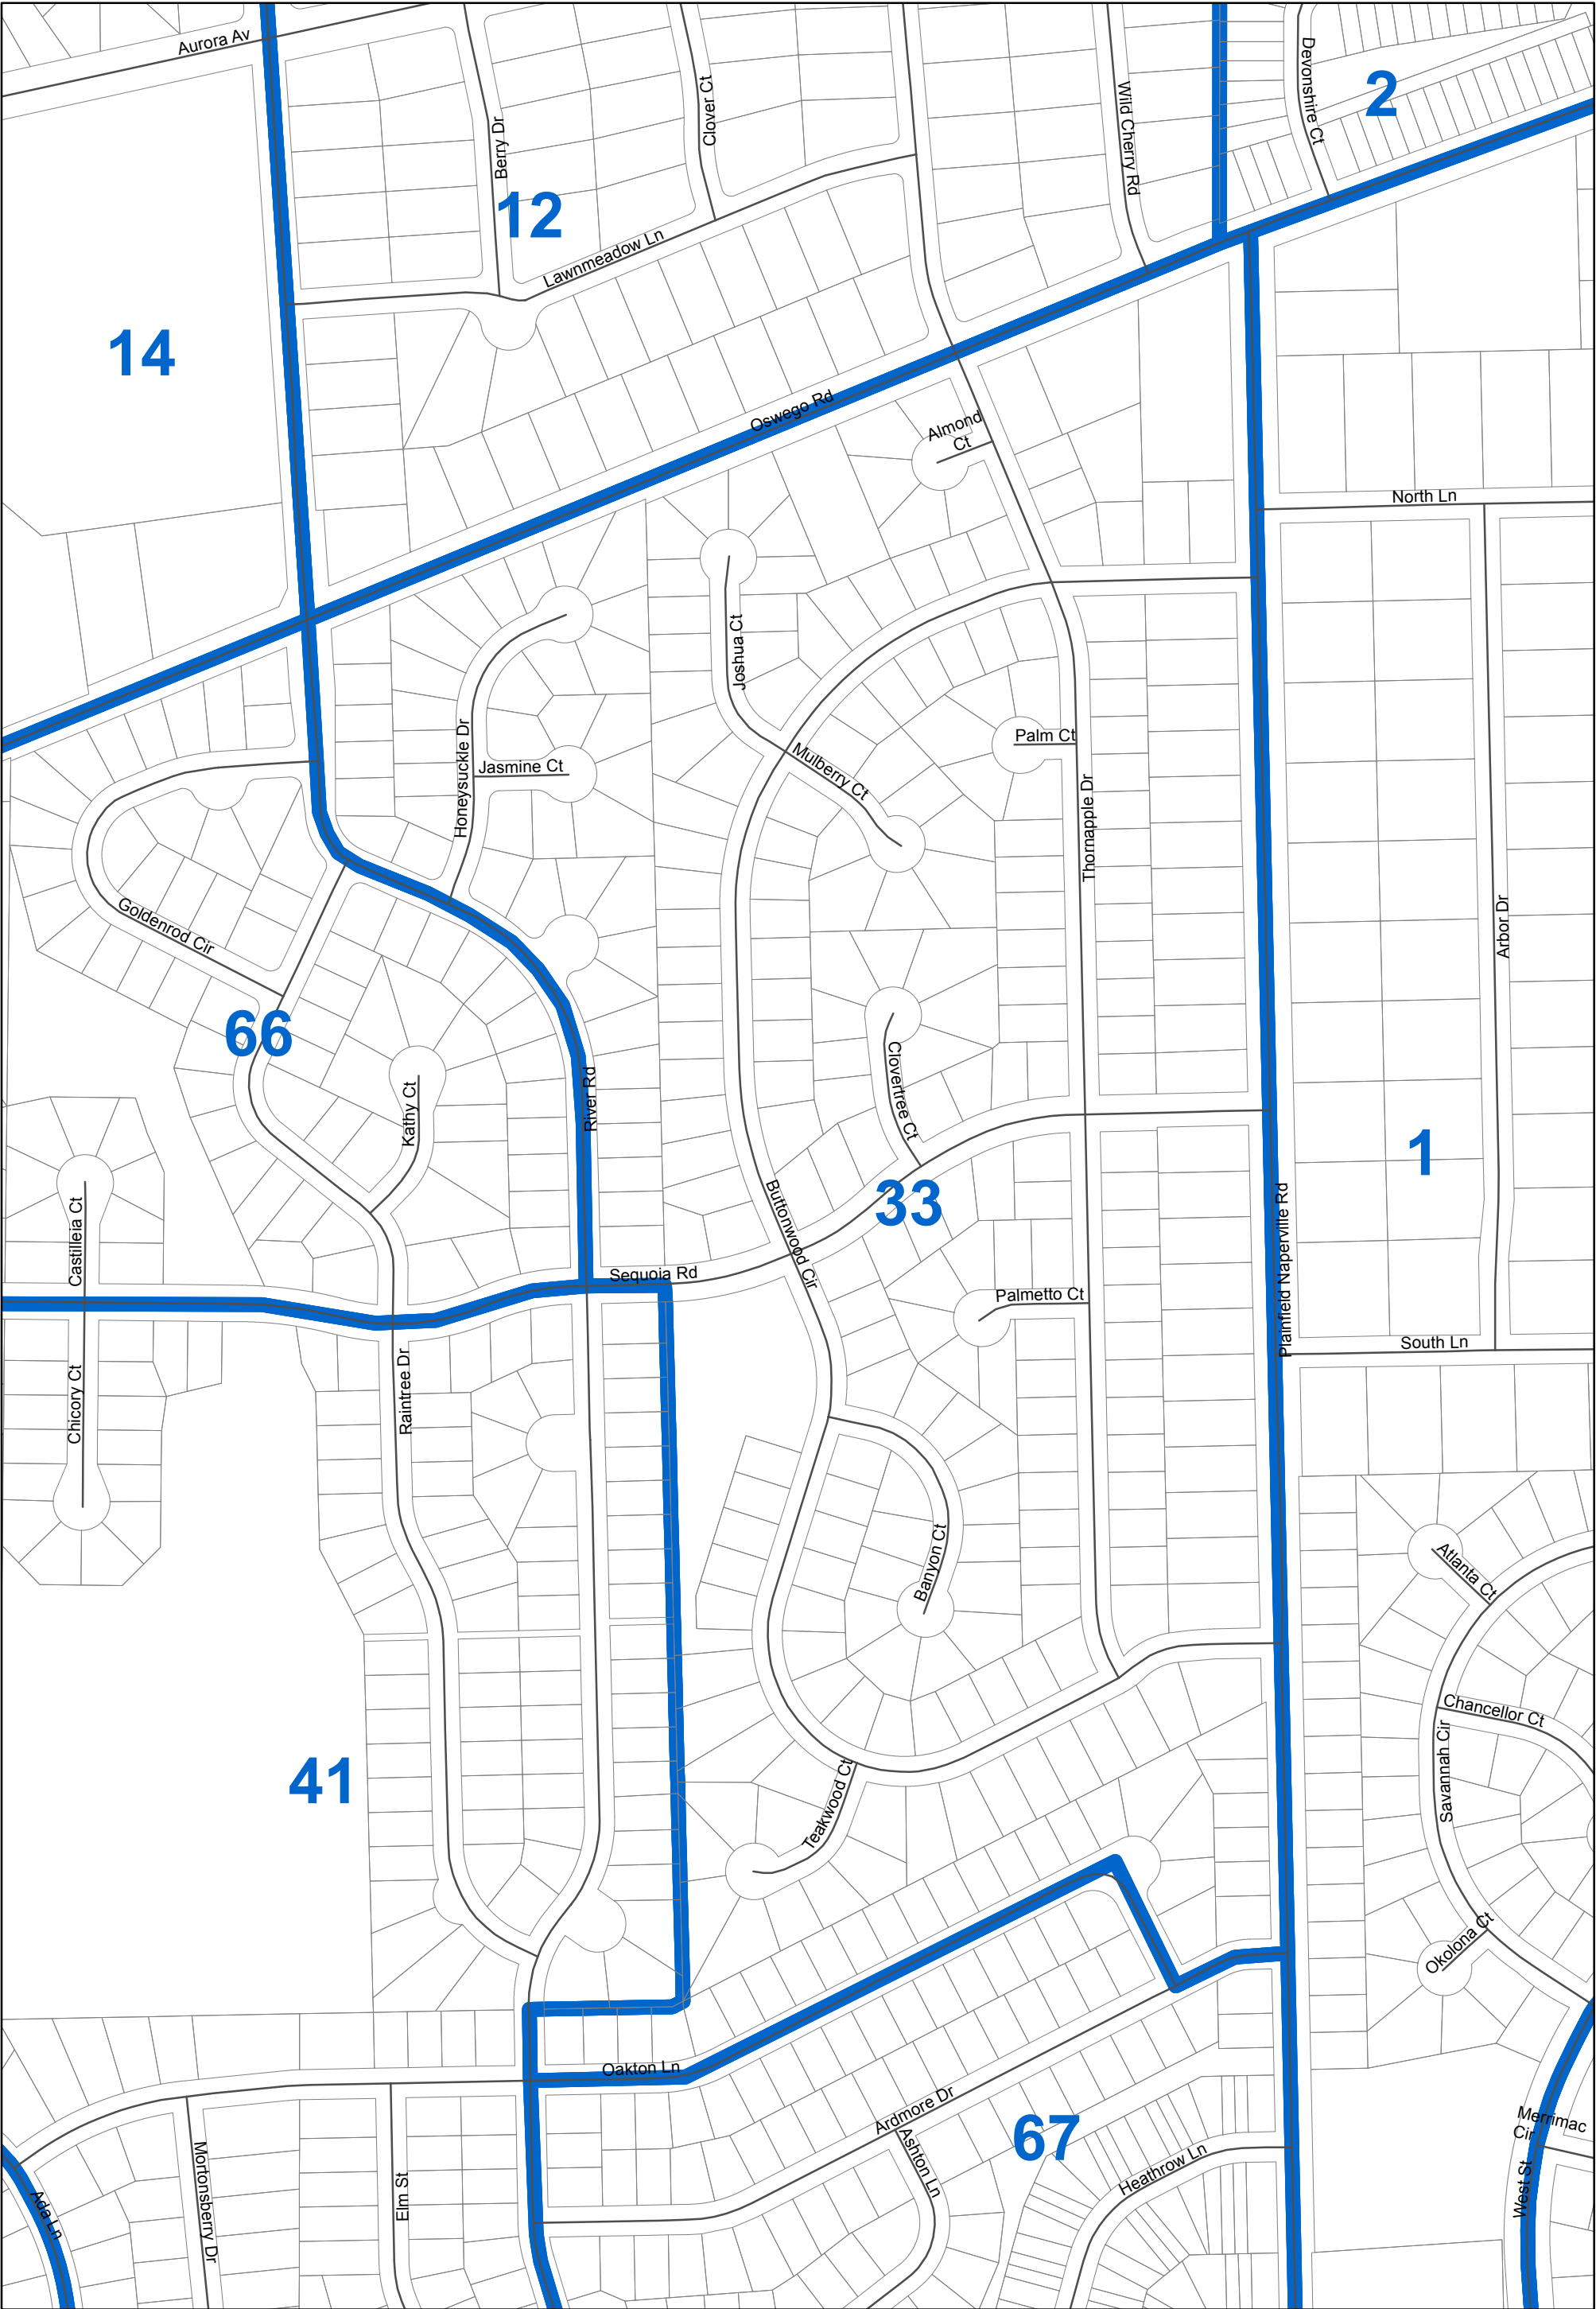 Aurora Av
Devonshire Ct
2
Clover Ct
Wild Cherry Rd
Berry Dr
12
Lawnmeadow Ln
14
Oswego Rd
Almond
Ct
North Ln
Joshua Ct
Honeysuckle Dr
Jasmine Ct
Palm Ct
Mulberry Ct
Thornapple Dr
Goldenrod Cir
Arbor Dr
66
Kathy Ct
River Rd
Clovertree Ct
1
33
Castilleia Ct
Buttonwood Cir
Plainfield Naperville Rd
Sequoia Rd
Palmetto Ct
South Ln
Chicory Ct
Raintree Dr
Banyon Ct
Atlanta Ct
Chancellor Ct
Savannah Cir
41
Teakwood Ct
Okolona Ct
Oakton Ln
Ardmore Dr
67
Merrimac
Cir
Ashton Ln
Heathrow Ln
Mortonsberry Dr
Elm St
West St
Ada Ln